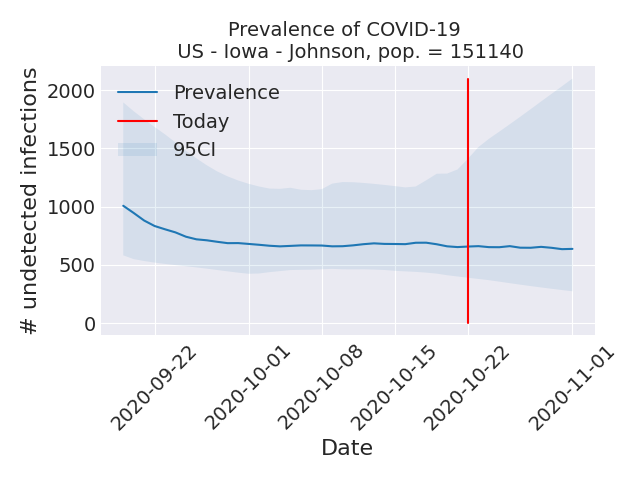 Prevalence of COVID-19
US - Iowa - Johnson, pop. = 151140
# undetected infections
2000
1500
1000
500
0
Prevalence
Today
95CI
2020-09-22
2020-10-01
2020-10-08
2020-10-15
2020-10-22
2020-11-01
Date